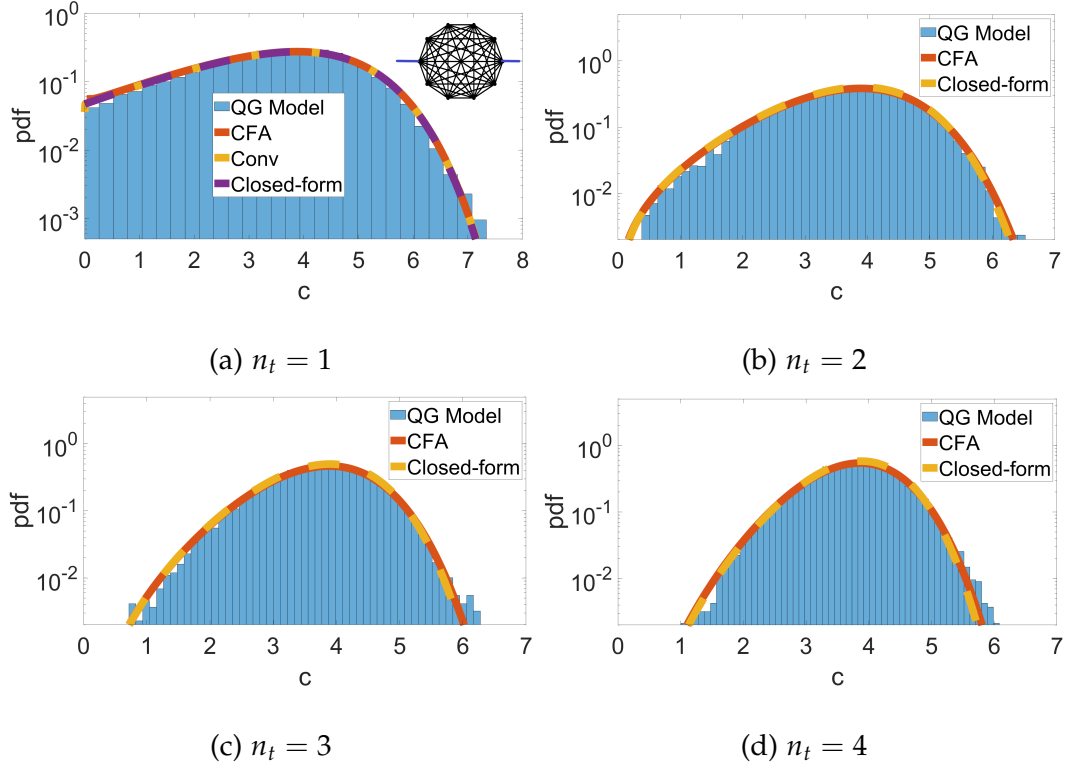 10^0
10^-1
10^-2
10^-3
pdf
QG Model
CFA
Conv
Closed-form
0 1 2 3 4 5 6 7 8
c
(a) n_t = 1
10^0
10^-1
10^-2
pdf
QG Model
CFA
Closed-form
0 1 2 3 4 5 6 7
c
(b) n_t = 2
10^0
10^-1
10^-2
pdf
QG Model
CFA
Closed-form
0 1 2 3 4 5 6 7
c
(c) n_t = 3
10^0
10^-1
10^-2
pdf
QG Model
CFA
Closed-form
0 1 2 3 4 5 6 7
c
(d) n_t = 4